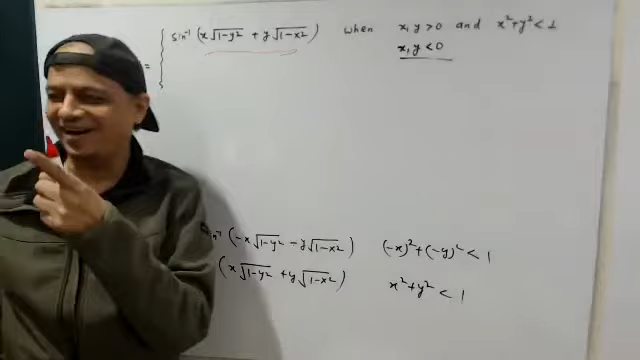 = { sin⁻¹ (x√1-y² + y√1-x²) when x, y > 0 and x² + y² < 1
x, y < 0
sin⁻¹ (-x√1-y² - y√1-x²) (-x)² + (-y)² < 1
(x√1-y² + y√1-x²) x² + y² < 1